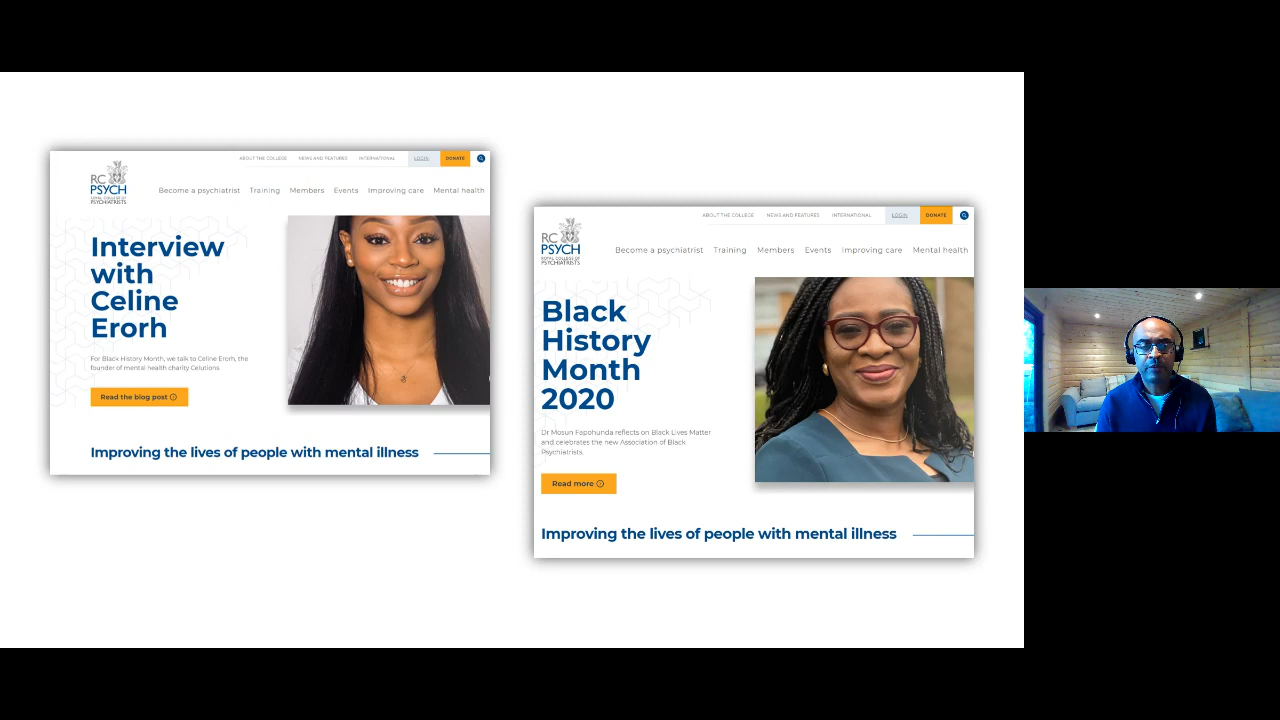 ABOUT THE COLLEGE NEWS AND FEATURES INTERNATIONAL LOGIN DONATE
RC
PSYCH
ROYAL COLLEGE OF
PSYCHIATRISTS
Become a psychiatrist Training Members Events Improving care Mental health
Interview
with
Celine
Erorh
For Black History Month, we talk to Celine Erorh, the
founder of mental health charity Celutions.
Read the blog post
Improving the lives of people with mental illness
ABOUT THE COLLEGE NEWS AND FEATURES INTERNATIONAL LOGIN DONATE
RC
PSYCH
ROYAL COLLEGE OF
PSYCHIATRISTS
Become a psychiatrist Training Members Events Improving care Mental health
Black
History
Month
2020
Dr Mosun Fapohunda reflects on Black Lives Matter
and celebrates the new Association of Black
Psychiatrists.
Read more
Improving the lives of people with mental illness